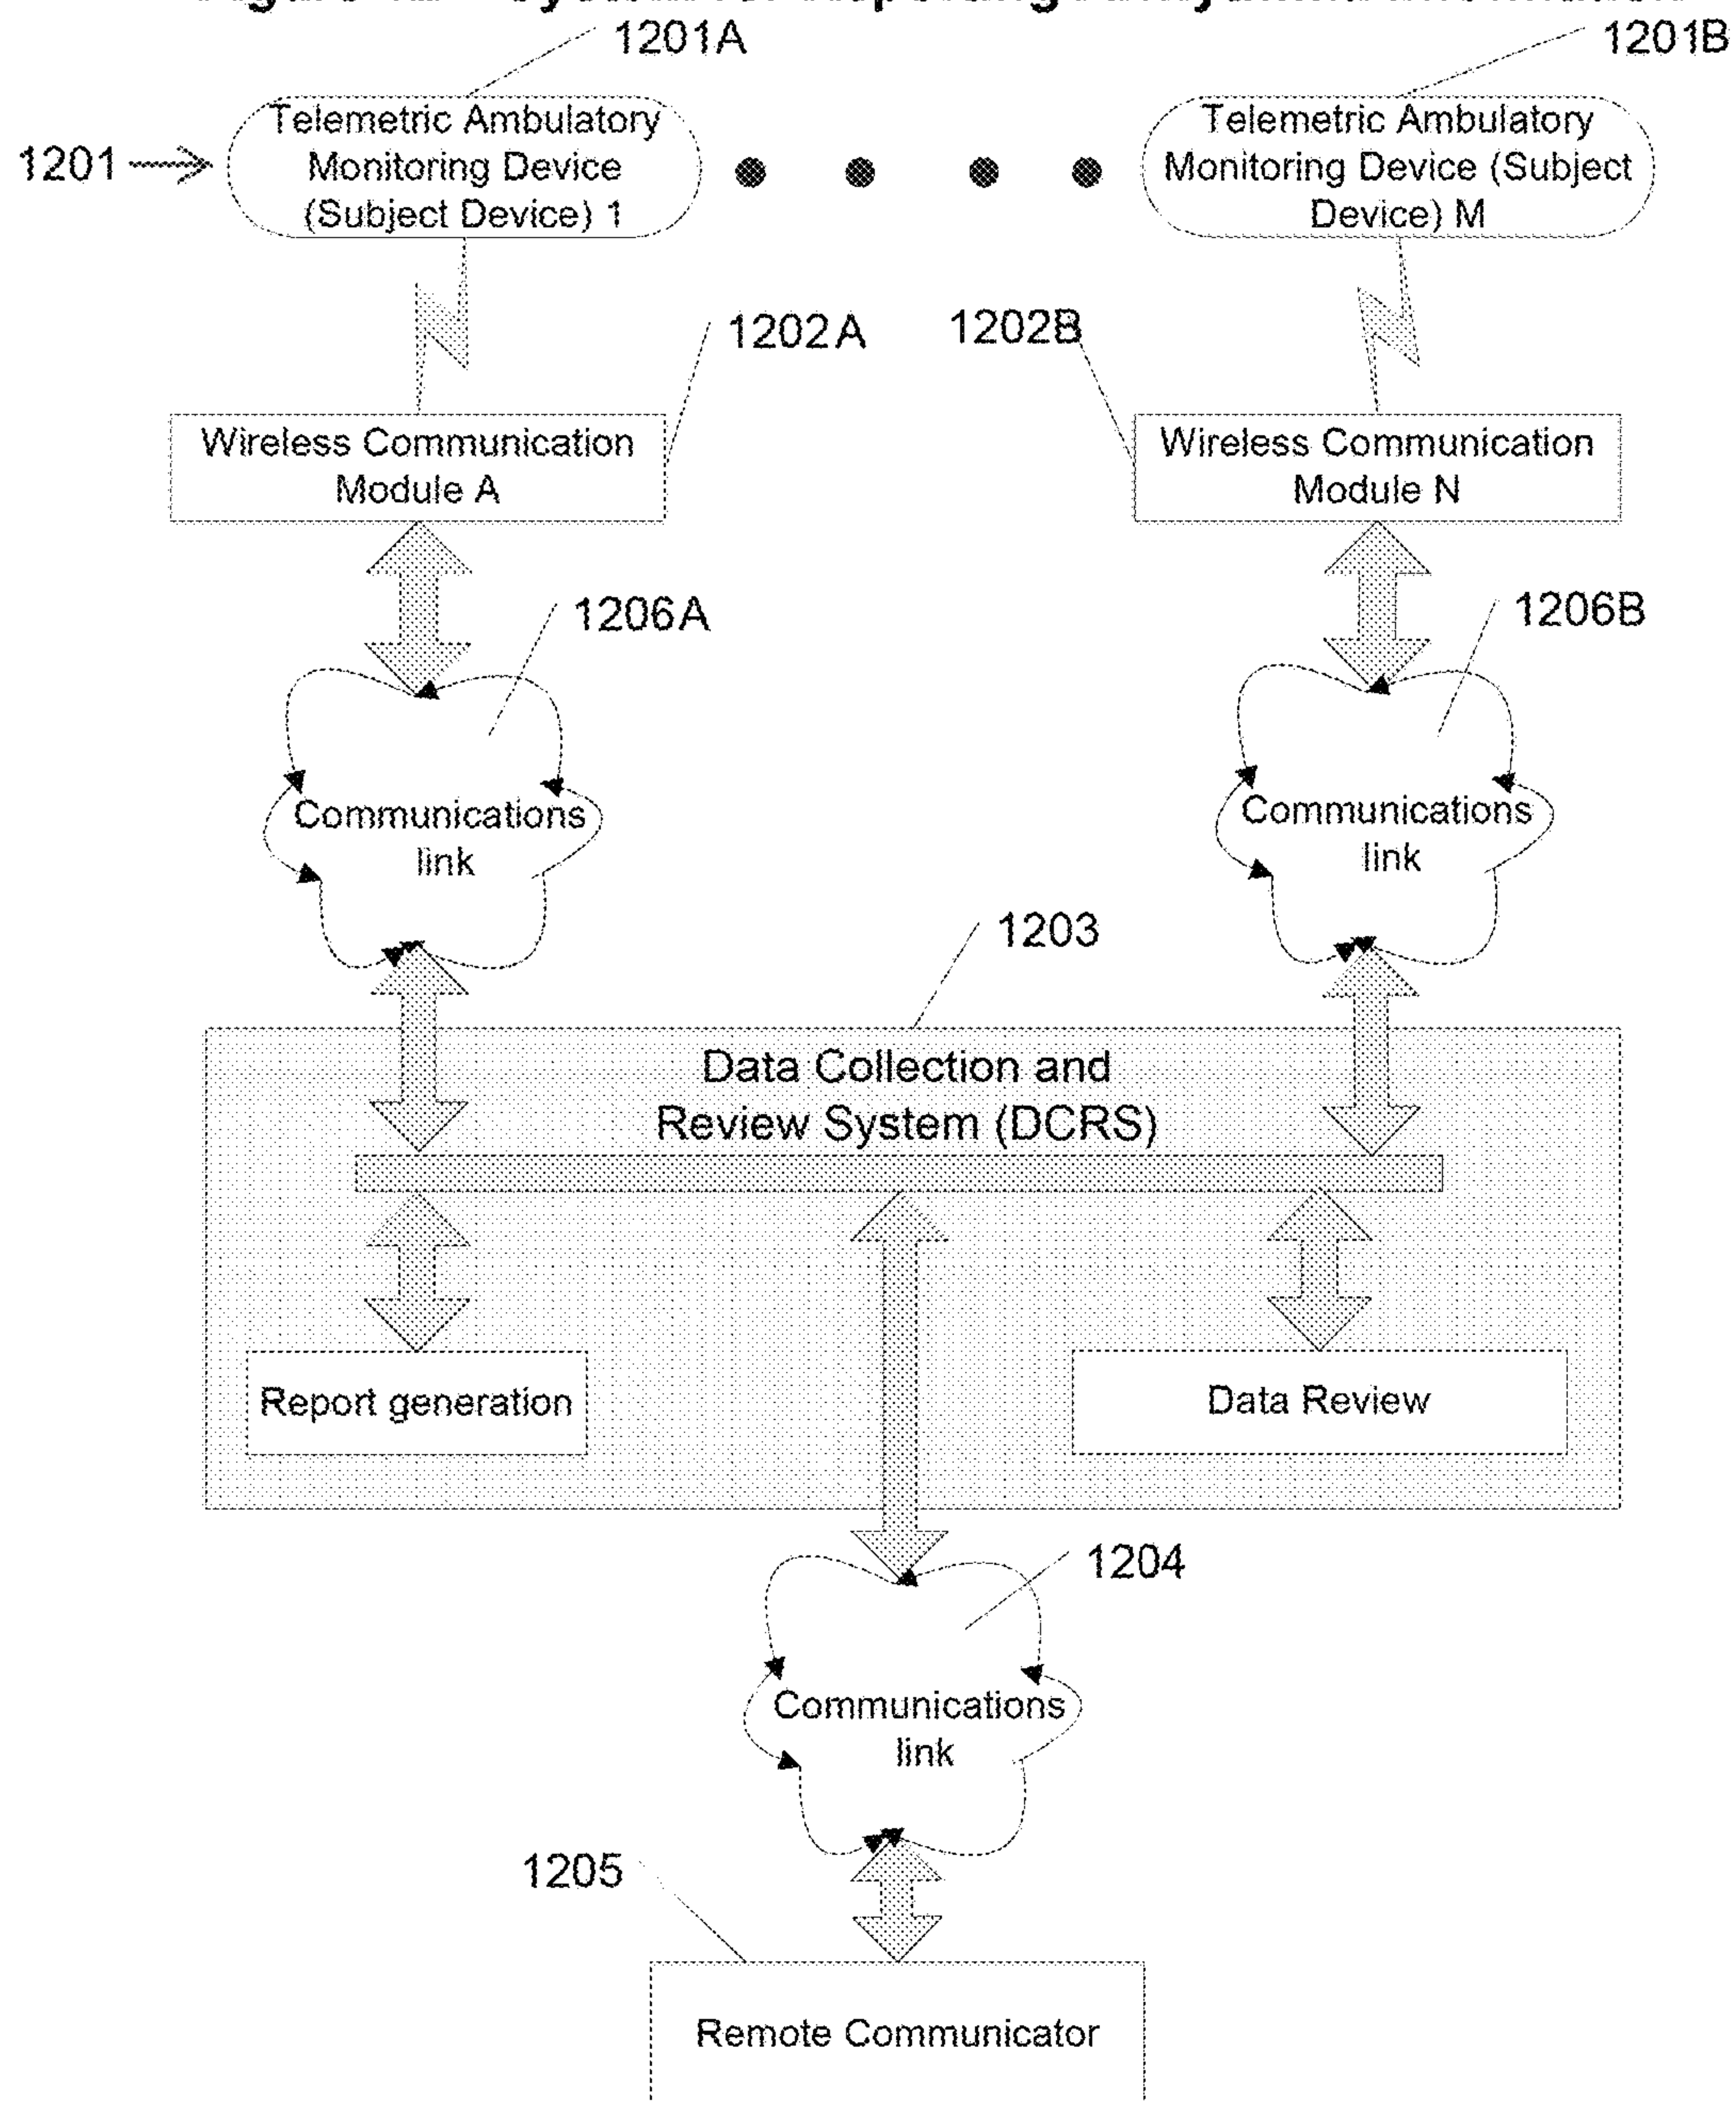 1201A
1201B
Telemetric Ambulatory
Monitoring Device
(Subject Device) 1
Telemetric Ambulatory
Monitoring Device (Subject
Device) M
1201
1202A
1202B
Wireless Communication
Module A
Wireless Communication
Module N
1206A
1206B
Communications
link
Communications
link
1203
Data Collection and
Review System (DCRS)
Report generation
Data Review
1204
Communications
link
1205
Remote Communicator